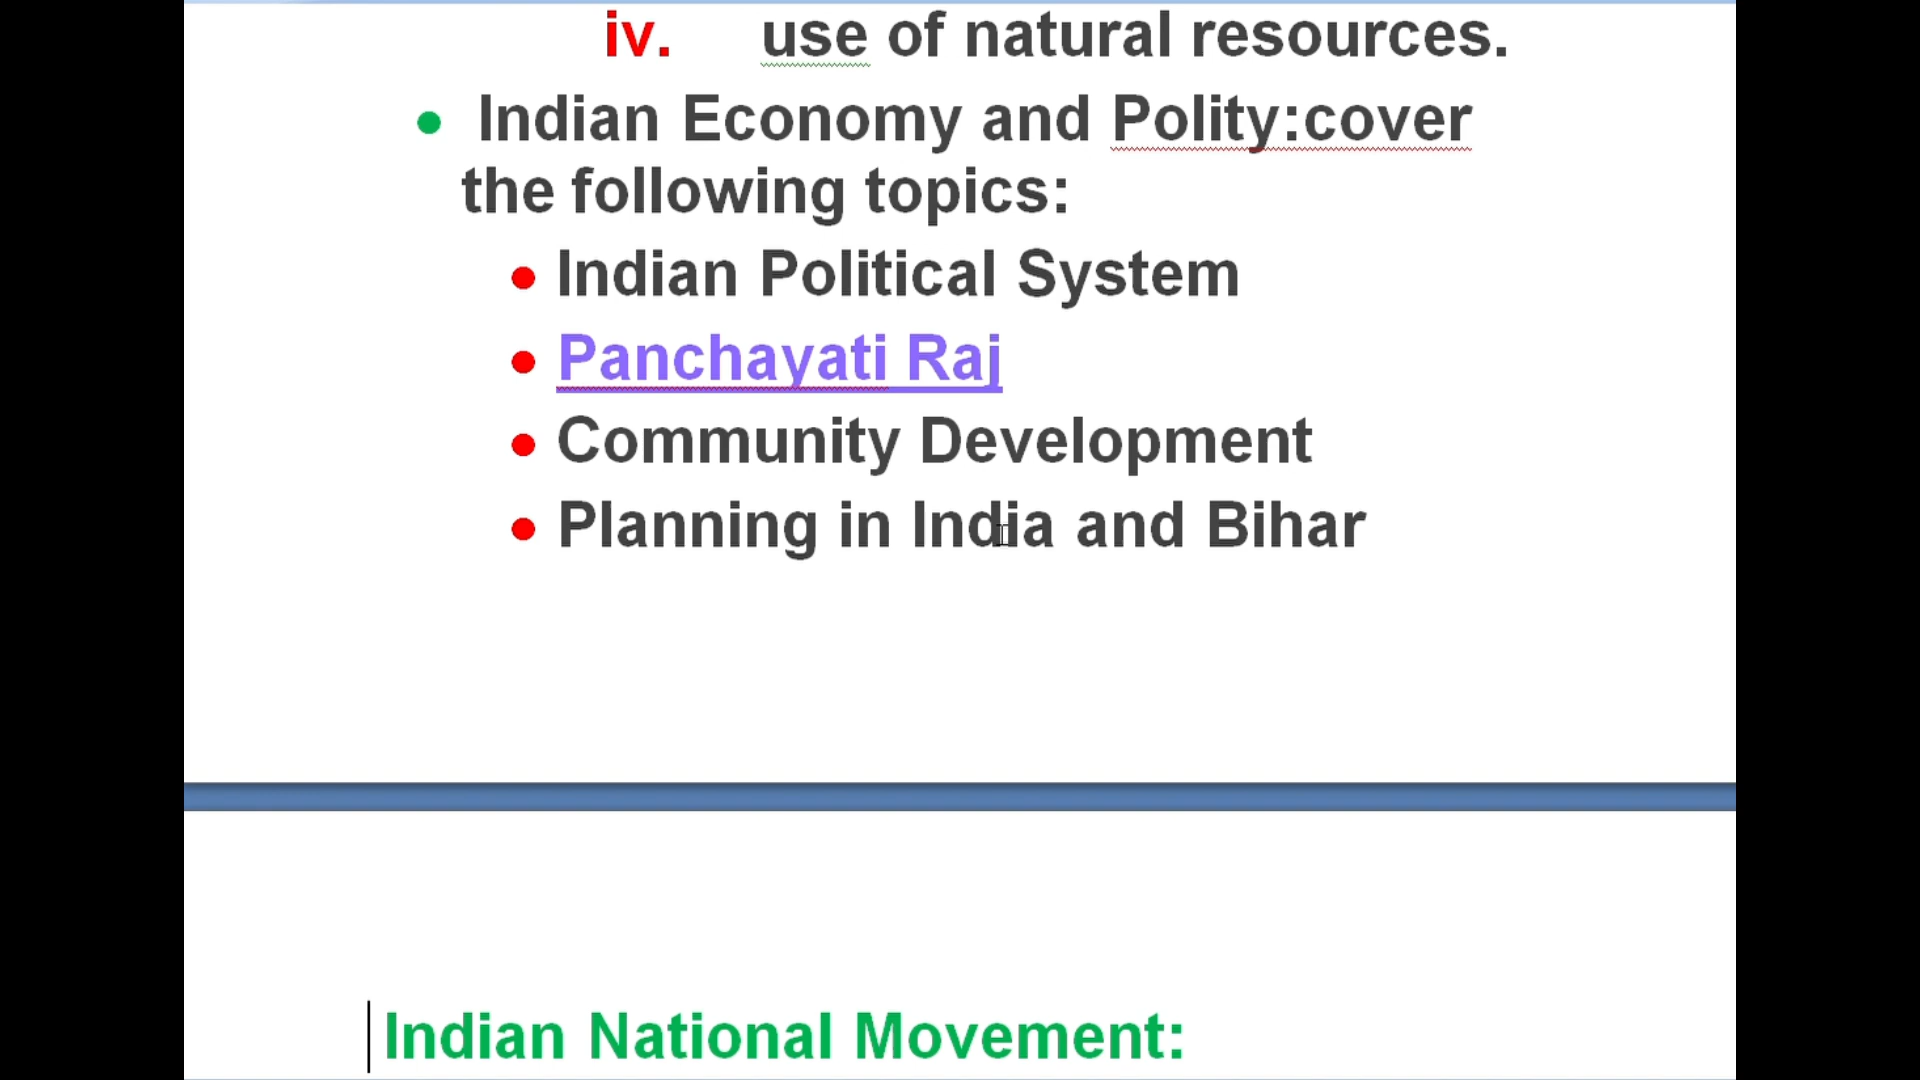 iv. use of natural resources.
• Indian Economy and Polity:cover
the following topics:
• Indian Political System
• Panchayati Raj
• Community Development
• Planning in India and Bihar
Indian National Movement: